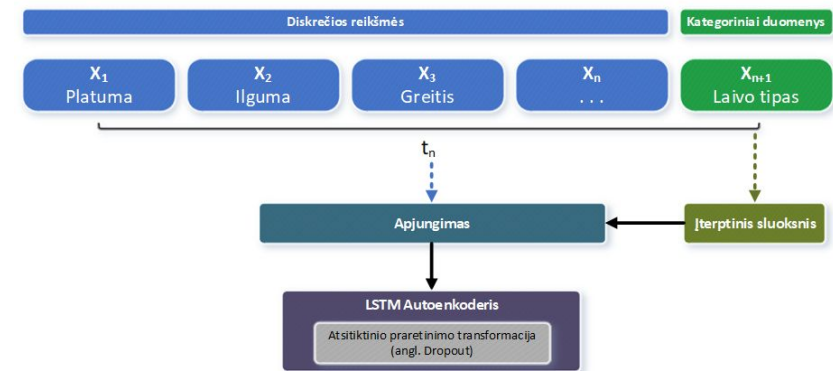 Diskrečios reikšmės
Kategoriniai duomenys
X₁
Platuma
X₂
Ilguma
X₃
Greitis
Xₙ
. . .
Xₙ₊₁
Laivo tipas
tₙ
Apjungimas
Įterptinis sluoksnis
LSTM Autoenkoderis
Atsitiktinio praretinimo transformacija
(angl. Dropout)